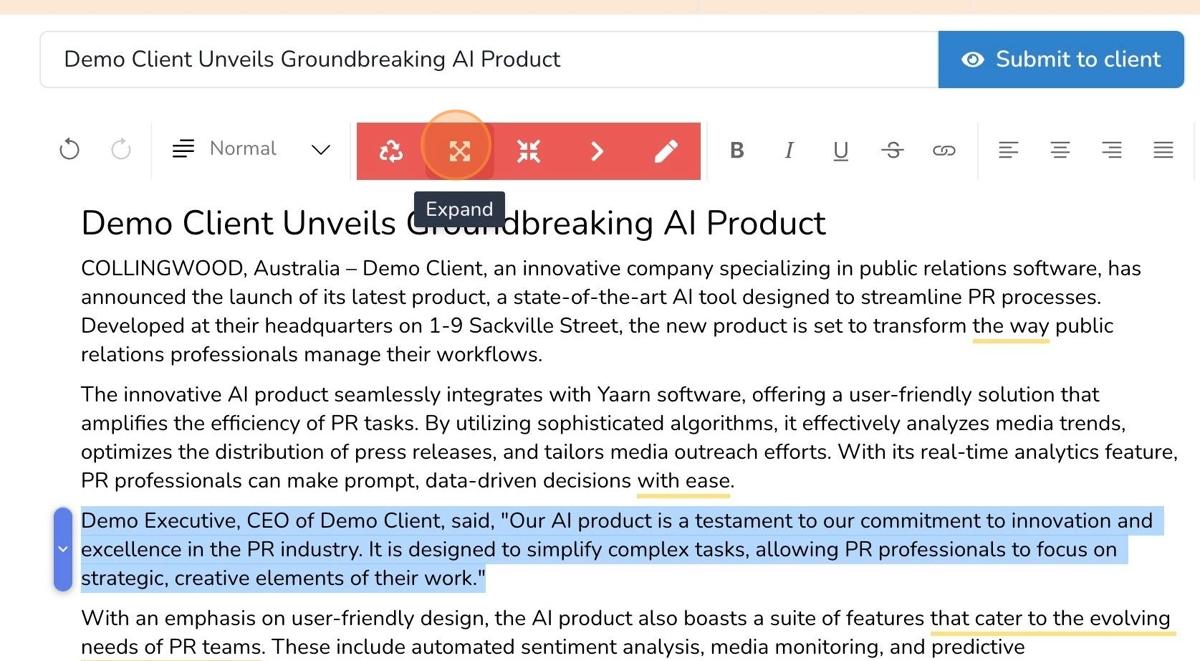 Demo Client Unveils Groundbreaking AI Product
Submit to client
Normal
B I U S
Expand
Demo Client Unveils Groundbreaking AI Product
COLLINGWOOD, Australia – Demo Client, an innovative company specializing in public relations software, has
announced the launch of its latest product, a state-of-the-art AI tool designed to streamline PR processes.
Developed at their headquarters on 1-9 Sackville Street, the new product is set to transform the way public
relations professionals manage their workflows.
The innovative AI product seamlessly integrates with Yaarn software, offering a user-friendly solution that
amplifies the efficiency of PR tasks. By utilizing sophisticated algorithms, it effectively analyzes media trends,
optimizes the distribution of press releases, and tailors media outreach efforts. With its real-time analytics feature,
PR professionals can make prompt, data-driven decisions with ease.
Demo Executive, CEO of Demo Client, said, "Our AI product is a testament to our commitment to innovation and
excellence in the PR industry. It is designed to simplify complex tasks, allowing PR professionals to focus on
strategic, creative elements of their work."
With an emphasis on user-friendly design, the AI product also boasts a suite of features that cater to the evolving
needs of PR teams. These include automated sentiment analysis, media monitoring, and predictive